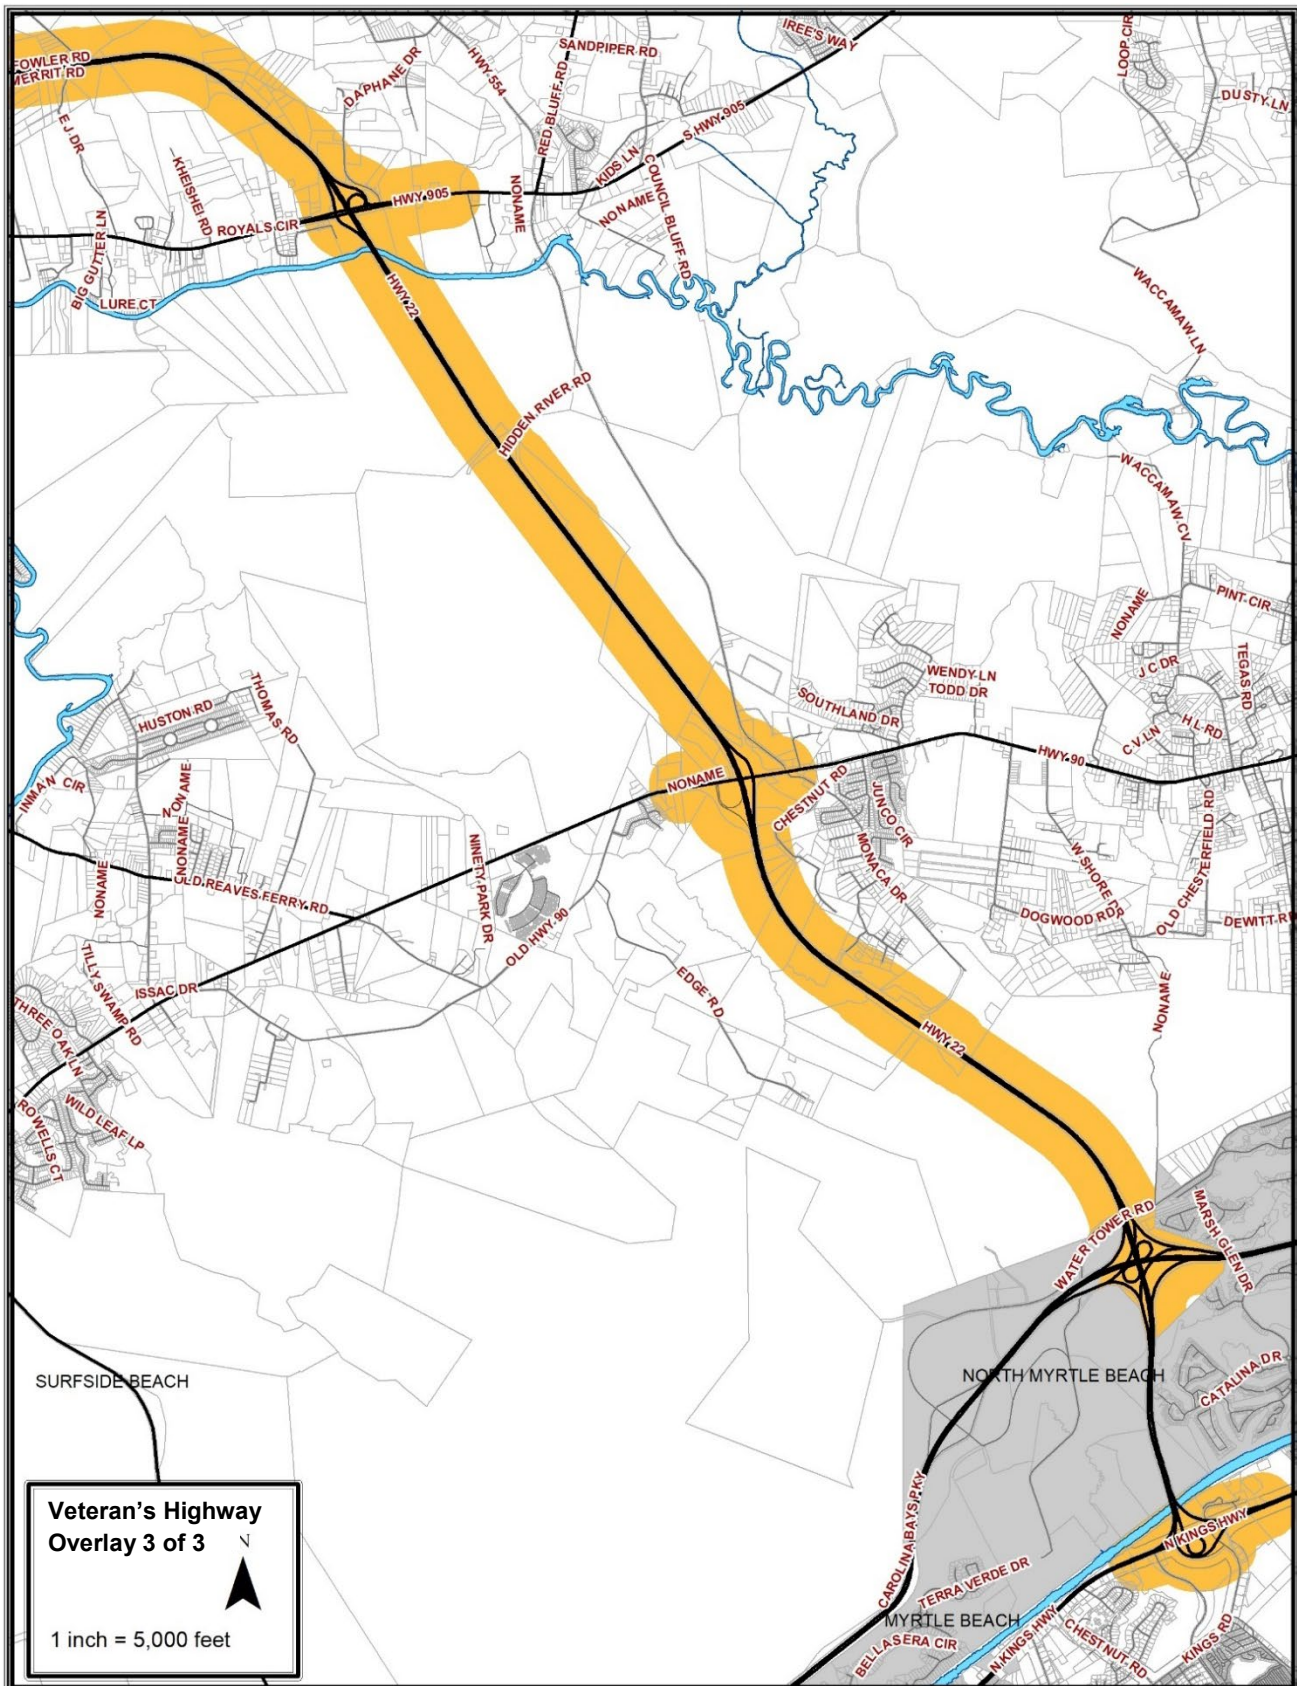 IREE'S WAY
LOOP CIR
SANDPIPER RD
HWY 554
FOWLER RD
MERRIT RD
DAPHANE DR
RED BLUFF RD
DUSTY LN
S HWY 905
EJ DR
KIDS LN
COUNCIL BLUFF RD
KHEISHEI RD
NONAME
HWY 905
NONAME
ROYALS CIR
BIG GUTTER LN
LURE CT
HWY 22
WACCAMAW LN
HIDDEN RIVER RD
WACCAMAW CV
NONAME
PINT CIR
TEGAS RD
J C DR
WENDY LN
TODD DR
SOUTHLAND DR
H L RD
C V LN
HWY 90
THOMAS RD
HUSTON RD
INMAN CIR
NONAME
NONAME
NONAME
CHESTNUT RD
JUNCO CIR
MONACA DR
W SHORE DR
OLD CHESTERFIELD RD
DOGWOOD RD
DEWITT RD
NONAME
OLD REAVES FERRY RD
NINETY PARK DR
OLD HWY 90
EDGE RD
TILLY SWAMP RD
ISSAC DR
NONAME
HWY 22
THREE OAK LN
WILD LEAF LP
ROWELLS CT
MARSH GLEN DR
WATER TOWER RD
SURFSIDE BEACH
NORTH MYRTLE BEACH
CATALINA DR
CAROLINA BAYS PKY
N KINGS HWY
TERRA VERDE DR
MYRTLE BEACH
BELLASERA CIR
N KINGS HWY
CHESTNUT RD
KINGS RD
Veteran's Highway
Overlay 3 of 3
N
1 inch = 5,000 feet